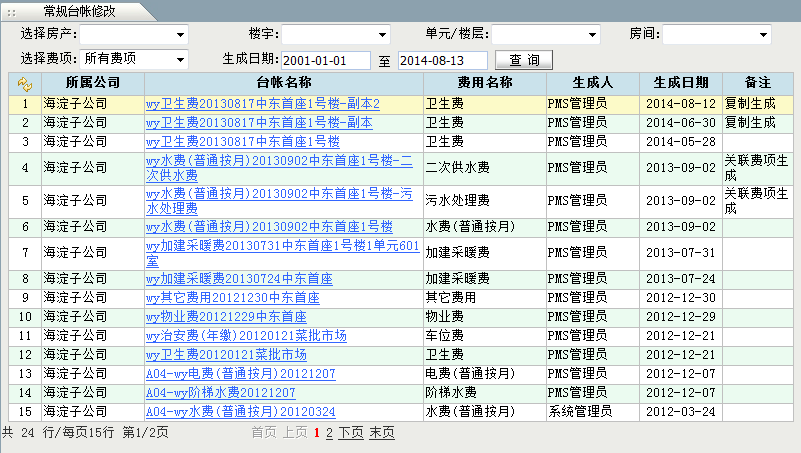 常规台帐修改
选择房产: 楼宇: 单元/楼层: 房间:
选择费项: 所有费项 生成日期: 2001-01-01 至 2014-08-13 查 询
所属公司 台帐名称 费用名称 生成人 生成日期 备注
1 海淀子公司 wy卫生费20130817中东首座1号楼-副本2 卫生费 PMS管理员 2014-08-12 复制生成
2 海淀子公司 wy卫生费20130817中东首座1号楼-副本 卫生费 PMS管理员 2014-06-30 复制生成
3 海淀子公司 wy卫生费20130817中东首座1号楼 卫生费 PMS管理员 2014-05-28
4 海淀子公司 wy水费(普通按月)20130902中东首座1号楼-二 二次供水费 PMS管理员 2013-09-02 关联费项生
次供水费 成
5 海淀子公司 wy水费(普通按月)20130902中东首座1号楼-污 污水处理费 PMS管理员 2013-09-02 关联费项生
水处理费 成
6 海淀子公司 wy水费(普通按月)20130902中东首座1号楼 水费(普通按月) PMS管理员 2013-09-02
7 海淀子公司 wy加建采暖费20130731中东首座1号楼1单元601 加建采暖费 PMS管理员 2013-07-31
室
8 海淀子公司 wy加建采暖费20130724中东首座 加建采暖费 PMS管理员 2013-07-24
9 海淀子公司 wy其它费用20121230中东首座 其它费用 PMS管理员 2012-12-30
10 海淀子公司 wy物业费20121229中东首座 物业费 PMS管理员 2012-12-29
11 海淀子公司 wy治安费(年缴)20120121菜批市场 车位费 PMS管理员 2012-12-21
12 海淀子公司 wy卫生费20120121菜批市场 卫生费 PMS管理员 2012-12-21
13 海淀子公司 A04-wy电费(普通按月)20121207 电费(普通按月) PMS管理员 2012-12-07
14 海淀子公司 A04-wy阶梯水费20121207 阶梯水费 PMS管理员 2012-12-07
15 海淀子公司 A04-wy水费(普通按月)20120324 水费(普通按月) 系统管理员 2012-03-24
共 24 行/每页15行 第1/2页 首页 上页 1 2 下页 末页